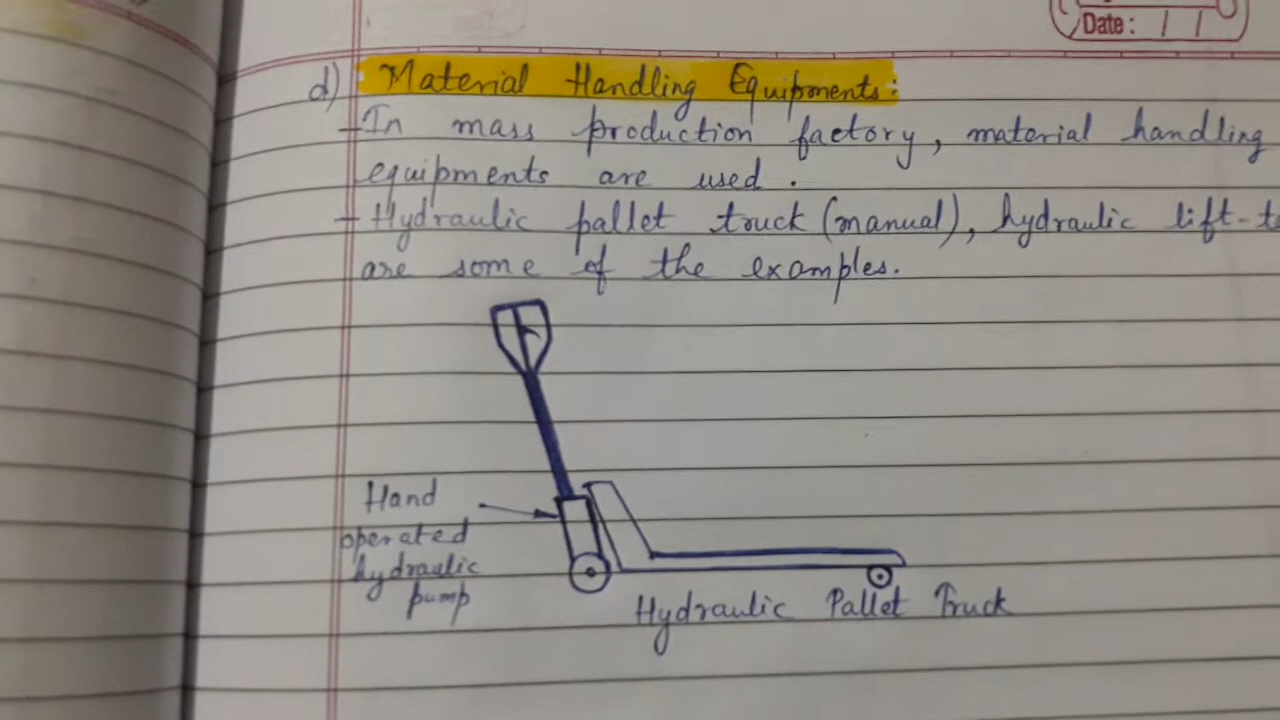 Date: / /
d) Material Handling Equipments:
- In mass production factory, material handling
equipments are used.
- Hydraulic pallet truck (manual), hydraulic lift-t
are some of the examples.
Hand
operated
hydraulic
pump
Hydraulic Pallet Truck